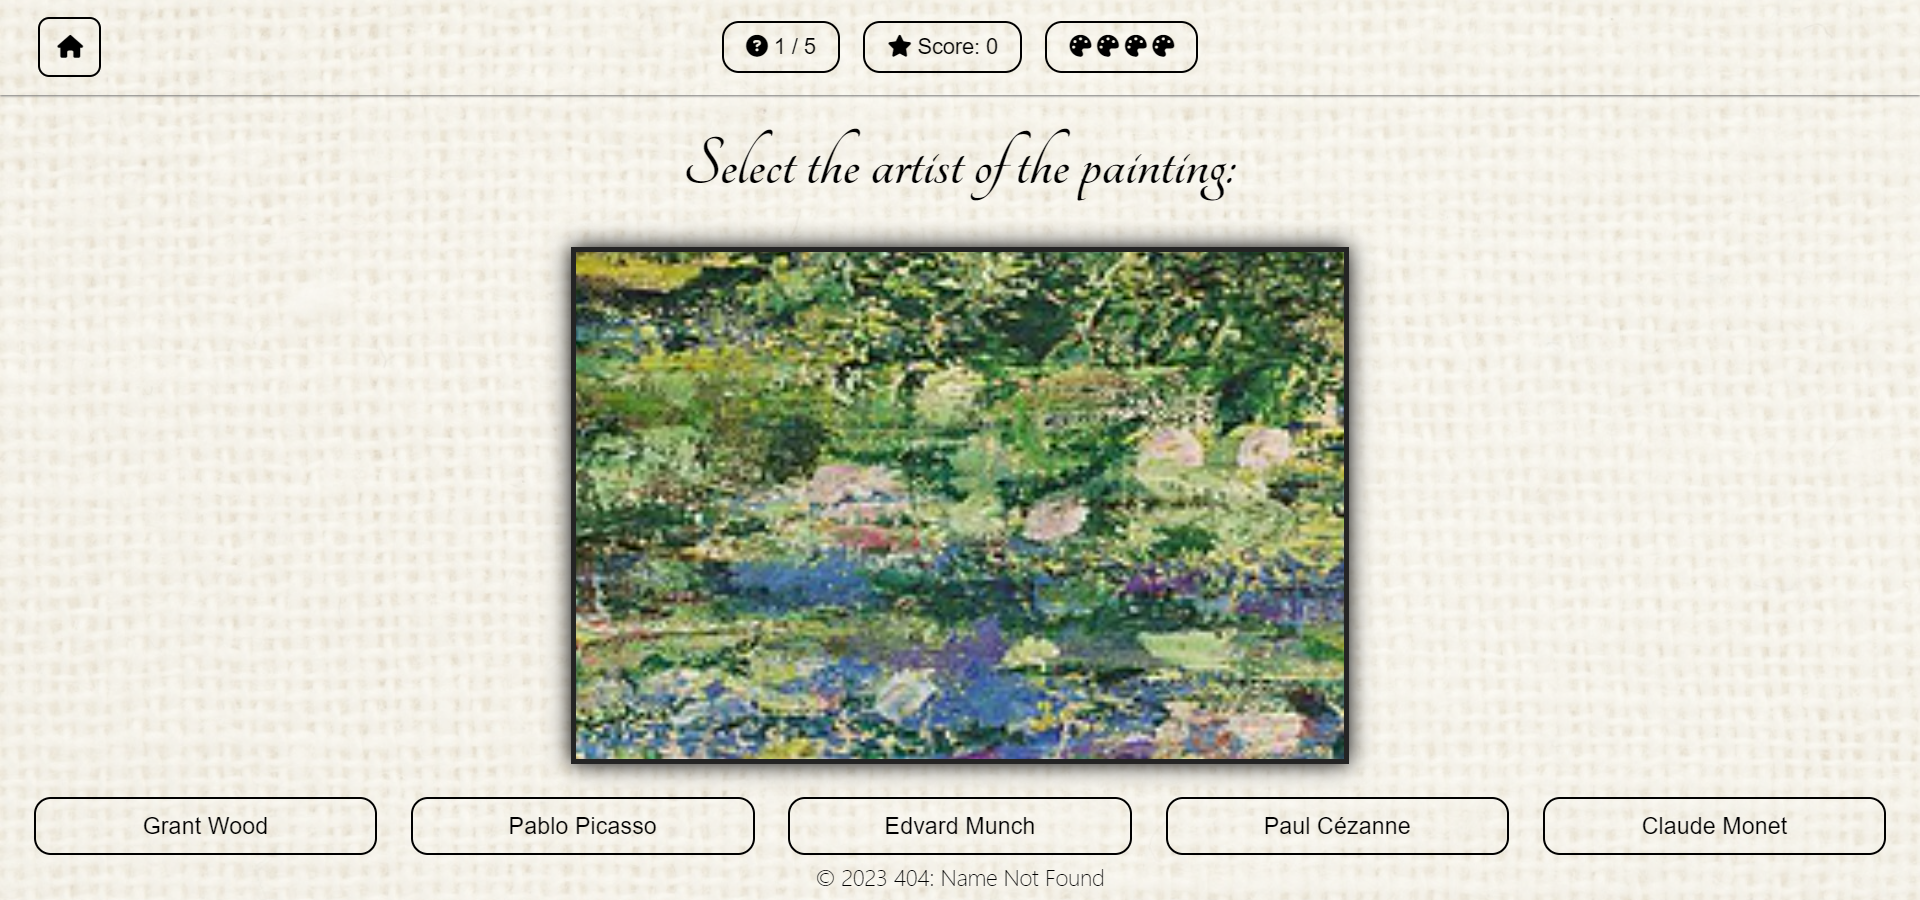 1 / 5
Score: 0
Select the artist of the painting:
Grant Wood
Pablo Picasso
Edvard Munch
Paul Cézanne
Claude Monet
© 2023 404: Name Not Found